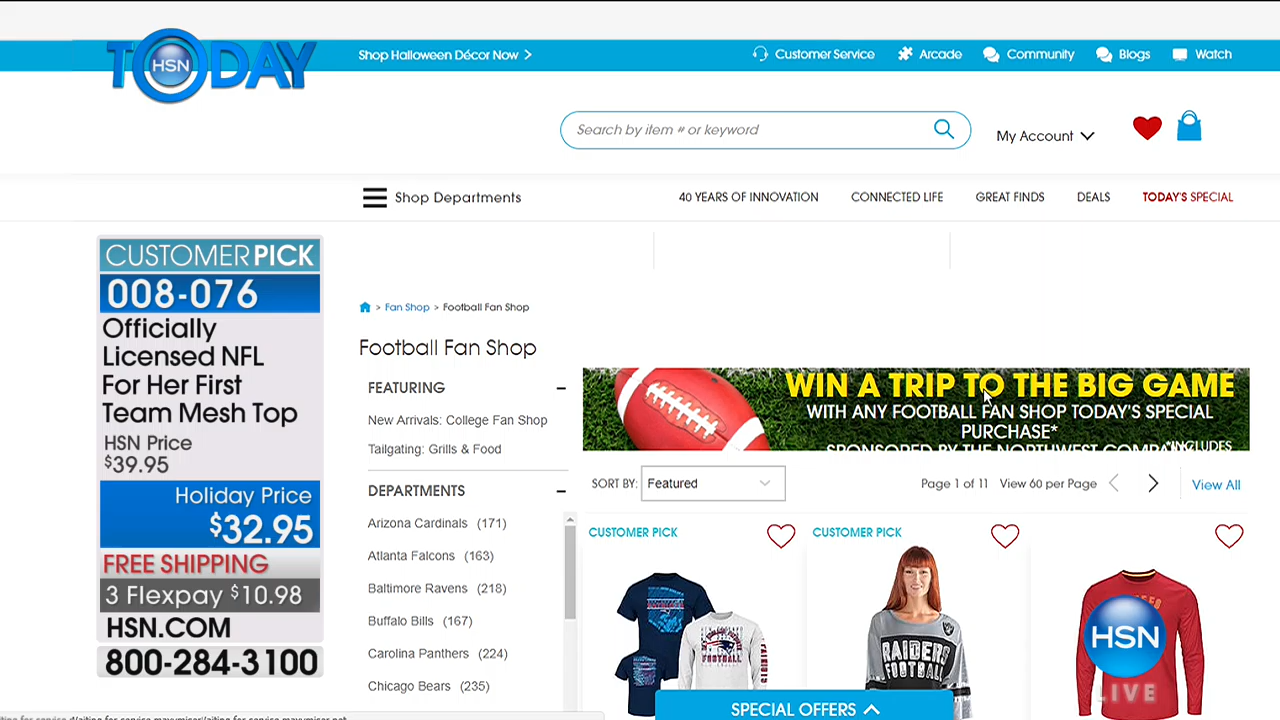 TODAY
HSN
Shop Halloween Décor Now >
Customer Service
Arcade
Community
Blogs
Watch
Search by item # or keyword
My Account
Shop Departments
40 YEARS OF INNOVATION
CONNECTED LIFE
GREAT FINDS
DEALS
TODAY'S SPECIAL
CUSTOMER PICK
008-076
Officially
Licensed NFL
For Her First
Team Mesh Top
HSN Price
$39.95
Holiday Price
$32.95
FREE SHIPPING
3 Flexpay $10.98
HSN.COM
800-284-3100
> Fan Shop > Football Fan Shop
Football Fan Shop
FEATURING
New Arrivals: College Fan Shop
Tailgating: Grills & Food
DEPARTMENTS
Arizona Cardinals (171)
Atlanta Falcons (163)
Baltimore Ravens (218)
Buffalo Bills (167)
Carolina Panthers (224)
Chicago Bears (235)
WIN A TRIP TO THE BIG GAME
WITH ANY FOOTBALL FAN SHOP TODAY'S SPECIAL
PURCHASE*
SPONSORED BY THE NORTHWEST
*INCLUDES
SORT BY: Featured
Page 1 of 11 View 60 per Page
View All
CUSTOMER PICK
CUSTOMER PICK
FOOTBALL
RAIDERS
FOOTBALL
HSN
LIVE
SPECIAL OFFERS